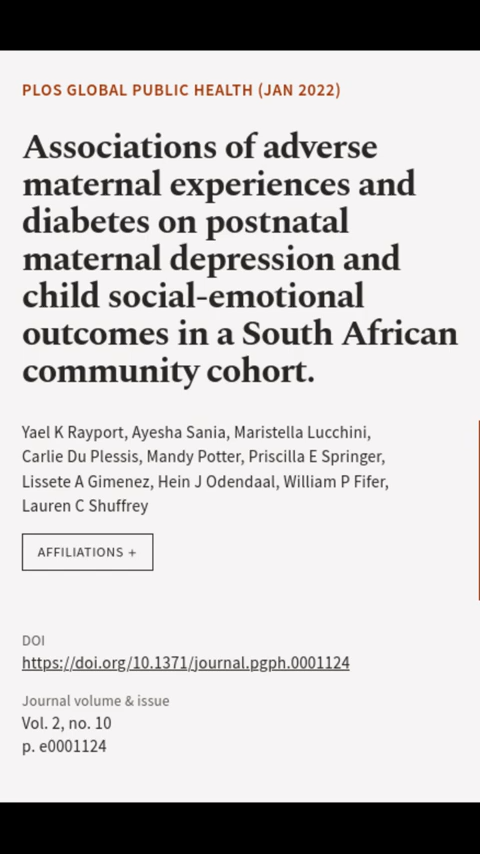 PLOS GLOBAL PUBLIC HEALTH (JAN 2022)
Associations of adverse
maternal experiences and
diabetes on postnatal
maternal depression and
child social-emotional
outcomes in a South African
community cohort.
Yael K Rayport, Ayesha Sania, Maristella Lucchini,
Carlie Du Plessis, Mandy Potter, Priscilla E Springer,
Lissete A Gimenez, Hein J Odendaal, William P Fifer,
Lauren C Shuffrey
AFFILIATIONS +
DOI
https://doi.org/10.1371/journal.pgph.0001124
Journal volume & issue
Vol. 2, no. 10
p. e0001124